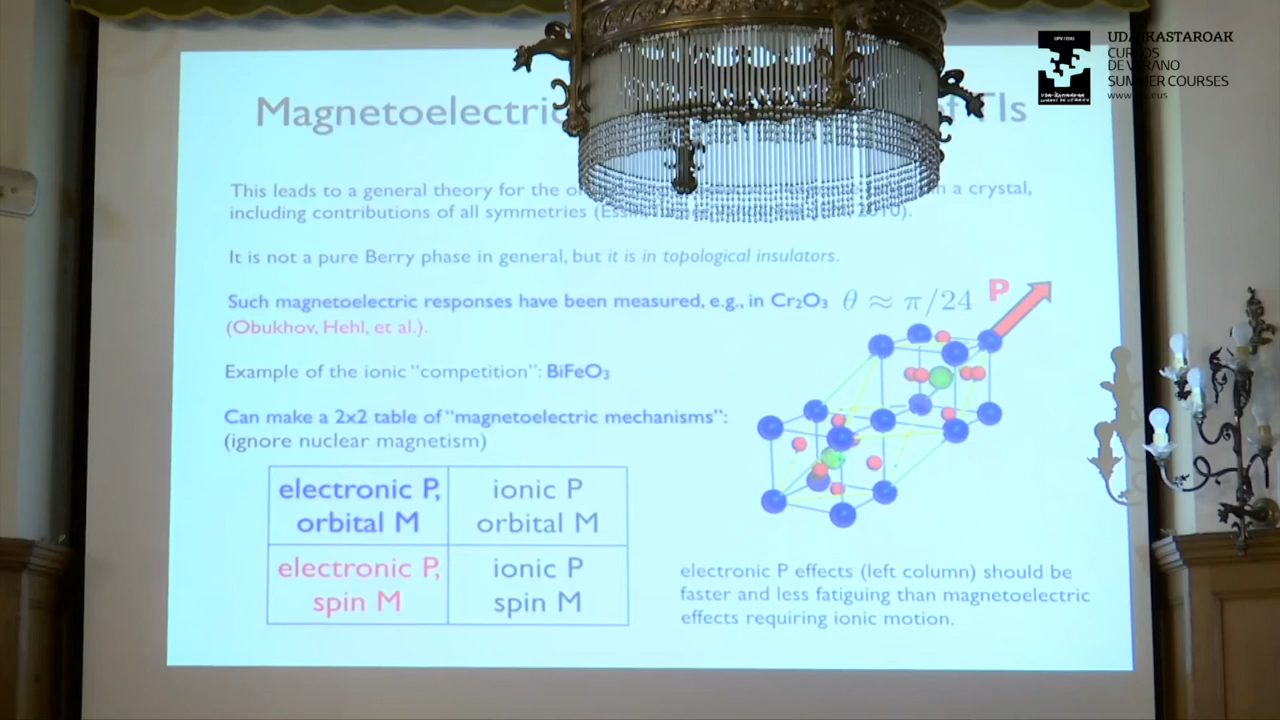 UDA IKASTAROAK
CURSOS
DE VERANO
SUMMER COURSES
Magnetoelectric TIs
This leads to a general theory for the in a crystal,
including contributions of all symmetries 2010).
It is not a pure Berry phase in general, but it is in topological insulators.
Such magnetoelectric responses have been measured, e.g., in Cr₂O₃ θ ≈ π/24 P
(Obukhov, Hehl, et al.).
Example of the ionic "competition": BiFeO₃
Can make a 2x2 table of "magnetoelectric mechanisms":
(ignore nuclear magnetism)
electronic P, ionic P
orbital M orbital M
electronic P, ionic P
spin M spin M
electronic P effects (left column) should be
faster and less fatiguing than magnetoelectric
effects requiring ionic motion.